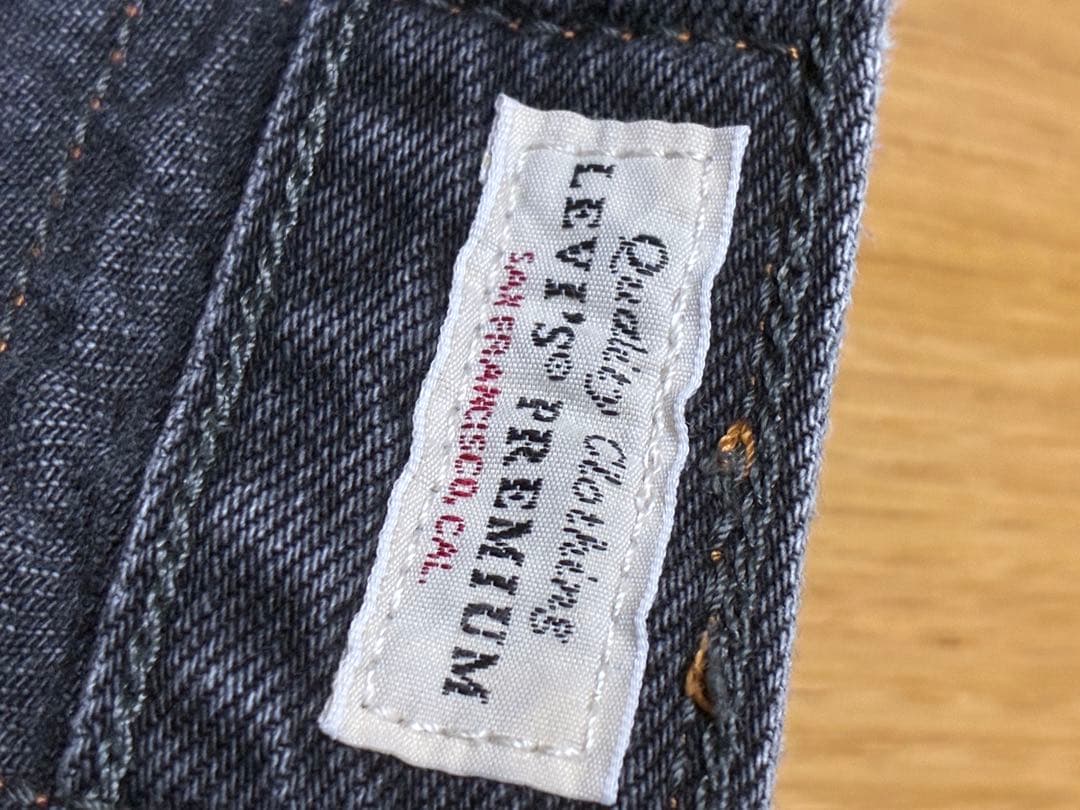 Quality Clothing
LEVI'S® PREMIUM
SAN FRANCISCO, CAL.